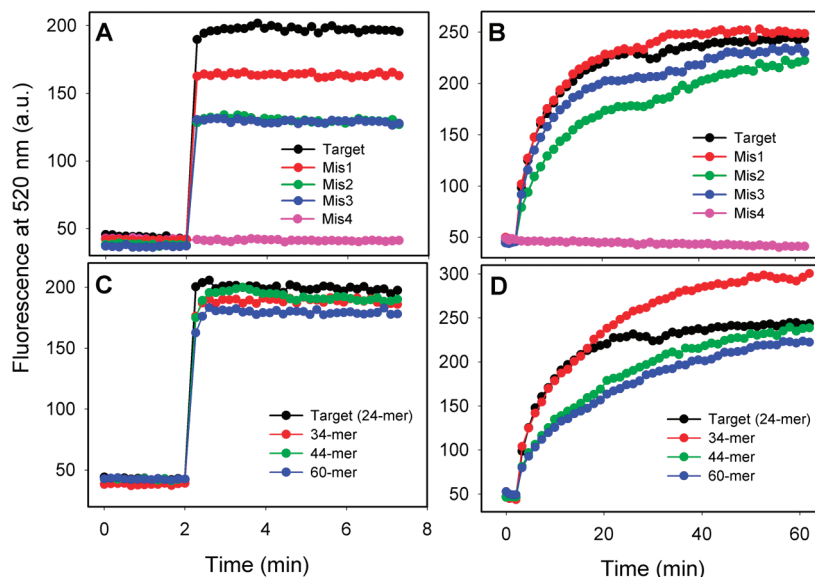 A
200
150
100
50
Target
Mis1
Mis2
Mis3
Mis4
B
250
200
150
100
50
Target
Mis1
Mis2
Mis3
Mis4
Fluorescence at 520 nm (a.u.)
C
200
150
100
50
Target (24-mer)
34-mer
44-mer
60-mer
0 2 4 6 8
Time (min)
D
300
250
200
150
100
50
Target (24-mer)
34-mer
44-mer
60-mer
0 20 40 60
Time (min)